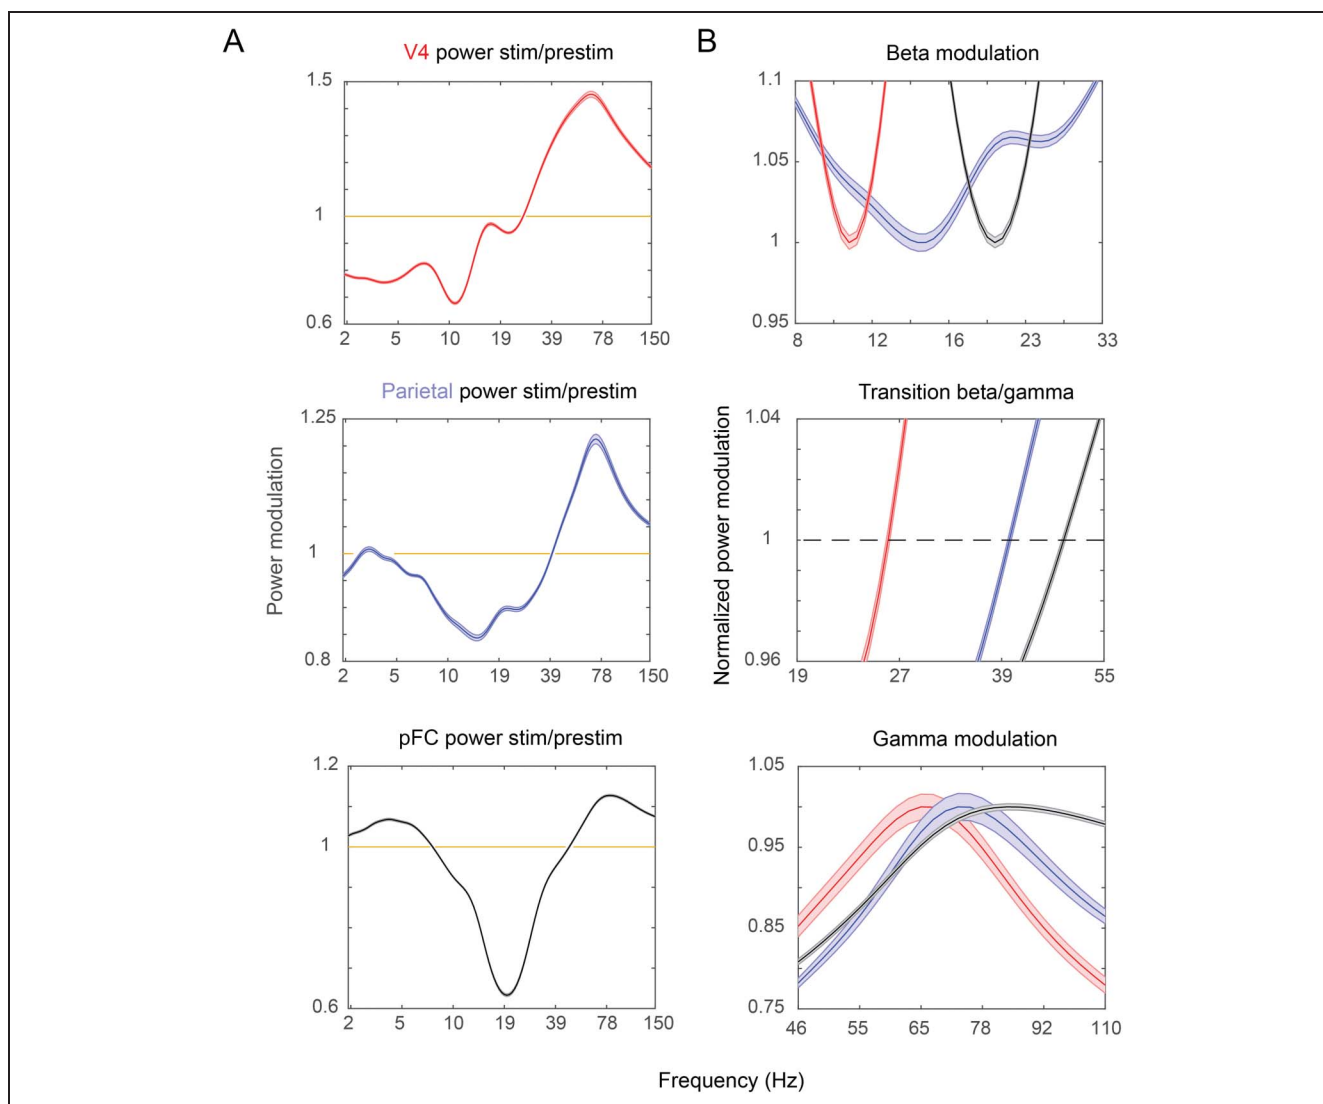 A
V4 power stim/prestim
1.5
1
0.6
2 5 10 19 39 78 150
Parietal power stim/prestim
Power modulation
1.25
1
0.8
2 5 10 19 39 78 150
pFC power stim/prestim
1.2
1
0.6
2 5 10 19 39 78 150
B
Beta modulation
1.1
1.05
1
0.95
8 12 16 23 33
Transition beta/gamma
Normalized power modulation
1.04
1
0.96
19 27 39 55
Gamma modulation
1.05
0.95
0.85
0.75
46 55 65 78 92 110
Frequency (Hz)